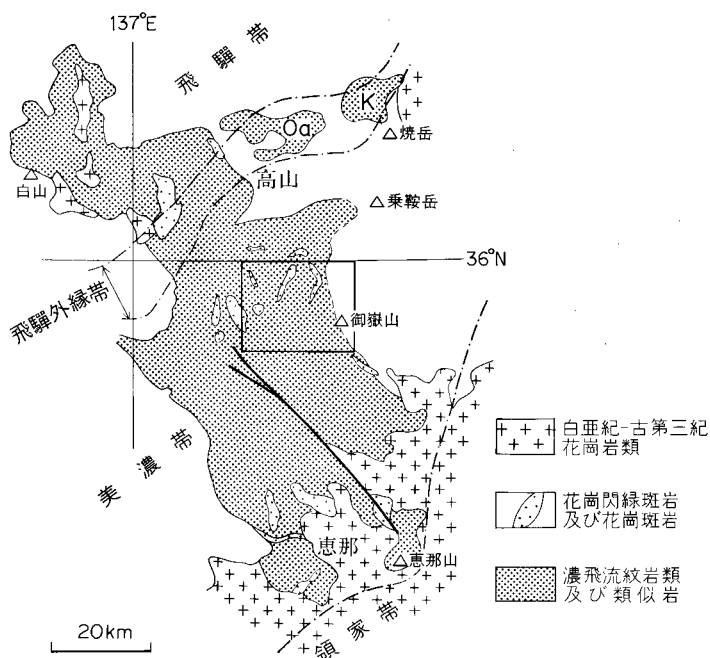 137°E
飛驒帯
K
Oa
焼岳
高山
白山
乗鞍岳
36°N
飛驒外縁帯
御嶽山
美濃帯
白亜紀-古第三紀
花崗岩類
花崗閃緑斑岩
及び花崗斑岩
恵那
恵那山
濃飛流紋岩類
及び類似岩
20km
領家帯